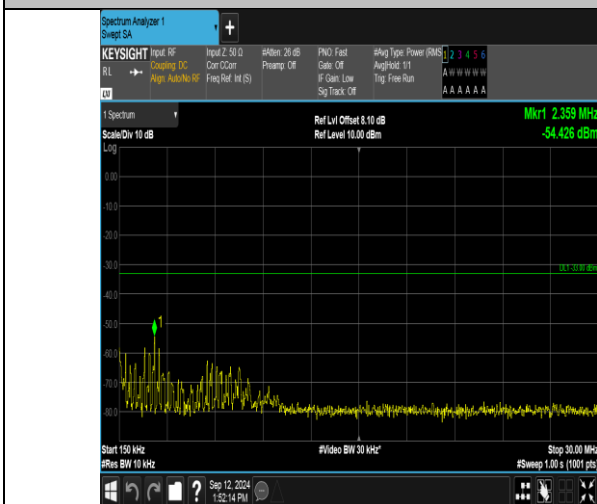 Spectrum Analyzer 1
Swept SA
+
KEYSIGHT Input: RF Input Z: 50 Ω #Atten: 26 dB PNO: Fast #Avg Type: Power (RMS 1 2 3 4 5 6
RL Coupling: DC Corr CCorr Preamp: Off Gate: Off Avg|Hold: 1/1 A W W W W W
Align: Auto/No RF Freq Ref: Int (S) IF Gain: Low Trig: Free Run
Sig Track: Off A A A A A A
1 Spectrum Ref Lvl Offset 8.10 dB Mkr1 2.359 MHz
Scale/Div 10 dB Ref Level 10.00 dBm -54.426 dBm
Log
0.00
-10.0
-20.0
-30.0
DL1 -33.00 dBm
-40.0
-50.0
1
-60.0
-70.0
-80.0
Start 150 kHz #Video BW 30 kHz* Stop 30.00 MHz
#Res BW 10 kHz #Sweep 1.00 s (1001 pts)
? Sep 12, 2024
1:52:14 PM